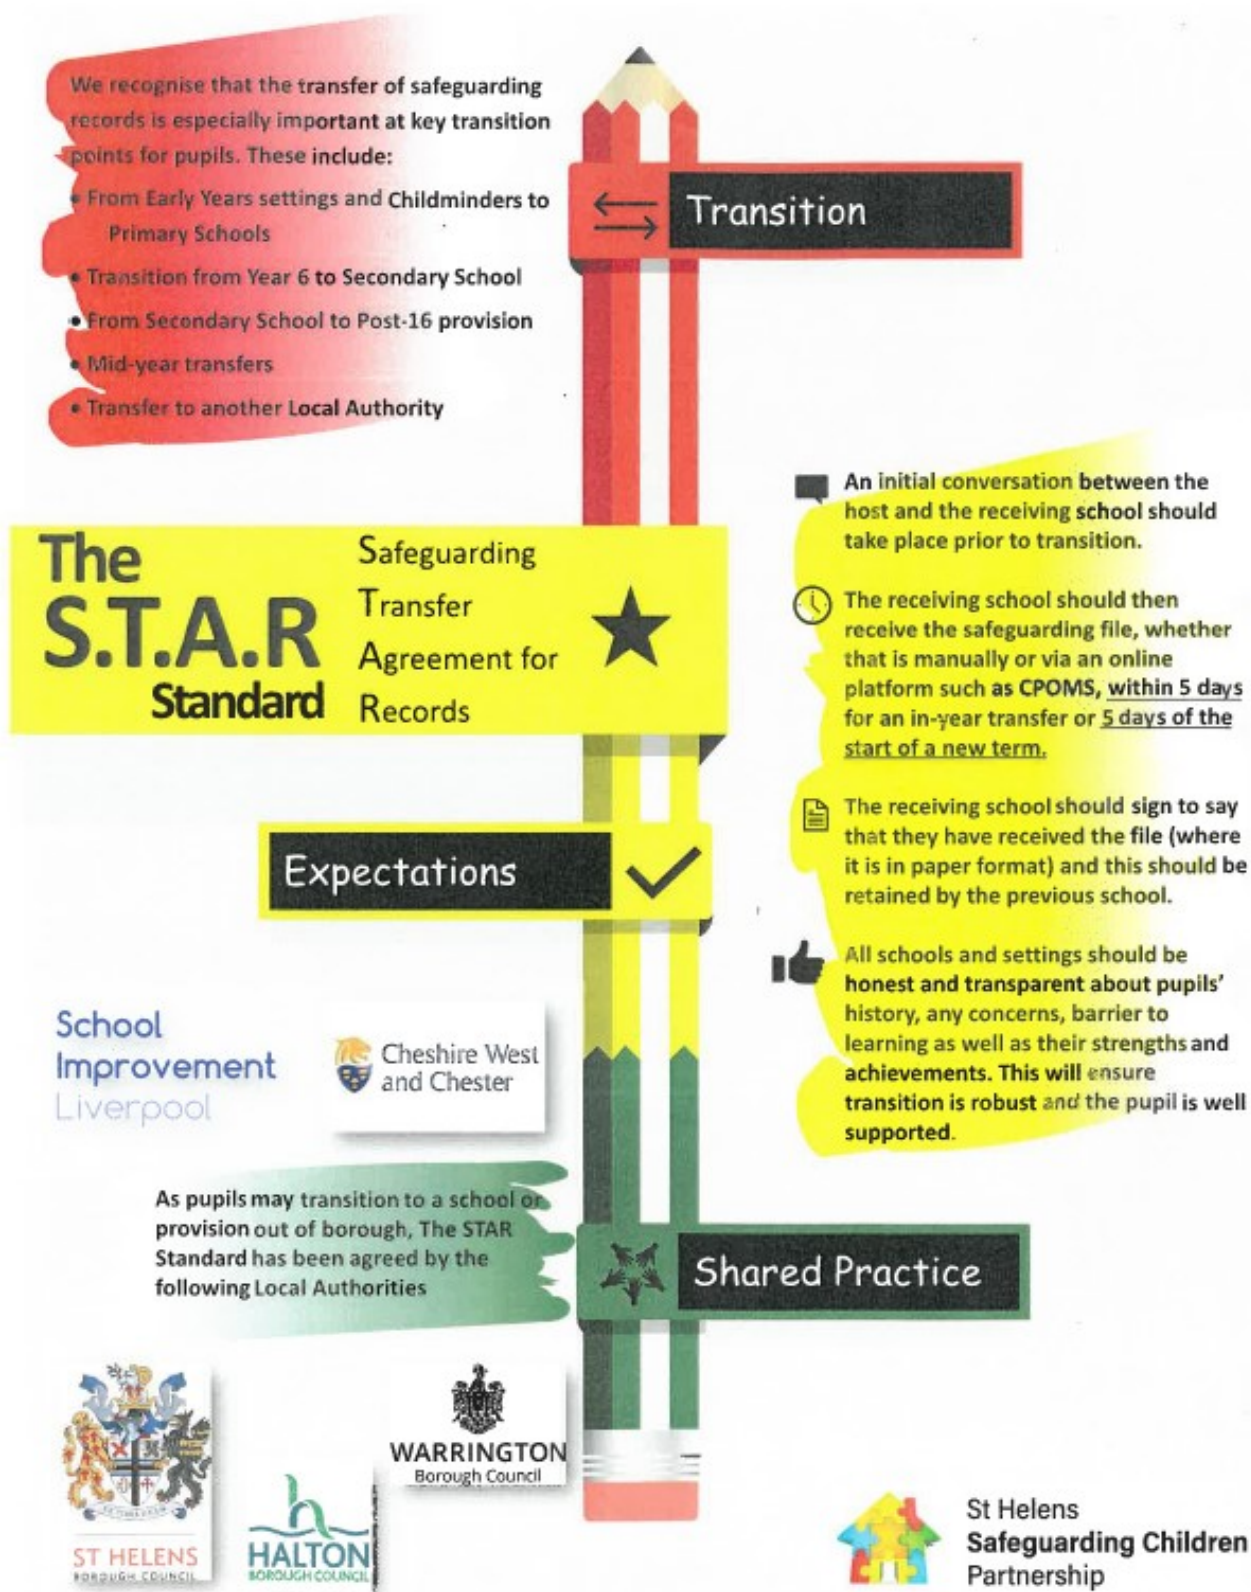 We recognise that the transfer of safeguarding
records is especially important at key transition
points for pupils. These include:
• From Early Years settings and Childminders to
Primary Schools
• Transition from Year 6 to Secondary School
• From Secondary School to Post-16 provision
• Mid-year transfers
• Transfer to another Local Authority
Transition
The
S.T.A.R
Standard
Safeguarding
Transfer
Agreement for
Records
An initial conversation between the
host and the receiving school should
take place prior to transition.
The receiving school should then
receive the safeguarding file, whether
that is manually or via an online
platform such as CPOMS, within 5 days
for an in-year transfer or 5 days of the
start of a new term.
The receiving school should sign to say
that they have received the file (where
it is in paper format) and this should be
retained by the previous school.
All schools and settings should be
honest and transparent about pupils'
history, any concerns, barrier to
learning as well as their strengths and
achievements. This will ensure
transition is robust and the pupil is well
supported.
Expectations
School
Improvement
Liverpool
Cheshire West
and Chester
As pupils may transition to a school or
provision out of borough, The STAR
Standard has been agreed by the
following Local Authorities
Shared Practice
ST HELENS
BOROUGH COUNCIL
HALTON
BOROUGH COUNCIL
WARRINGTON
Borough Council
St Helens
Safeguarding Children
Partnership